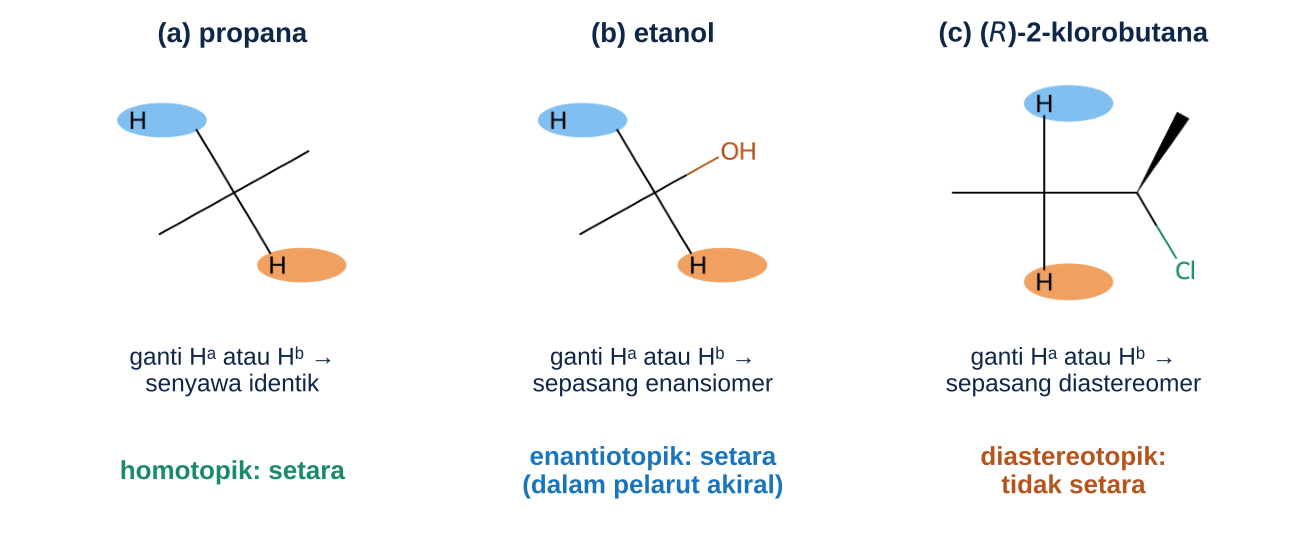 (a) propana
(b) etanol
(c) (R)-2-klorobutana
H
H
H
OH
H
H
H
Cl
ganti Hᵃ atau Hᵇ →
senyawa identik
ganti Hᵃ atau Hᵇ →
sepasang enansiomer
ganti Hᵃ atau Hᵇ →
sepasang diastereomer
homotopik: setara
enantiotopik: setara
(dalam pelarut akiral)
diastereotopik:
tidak setara